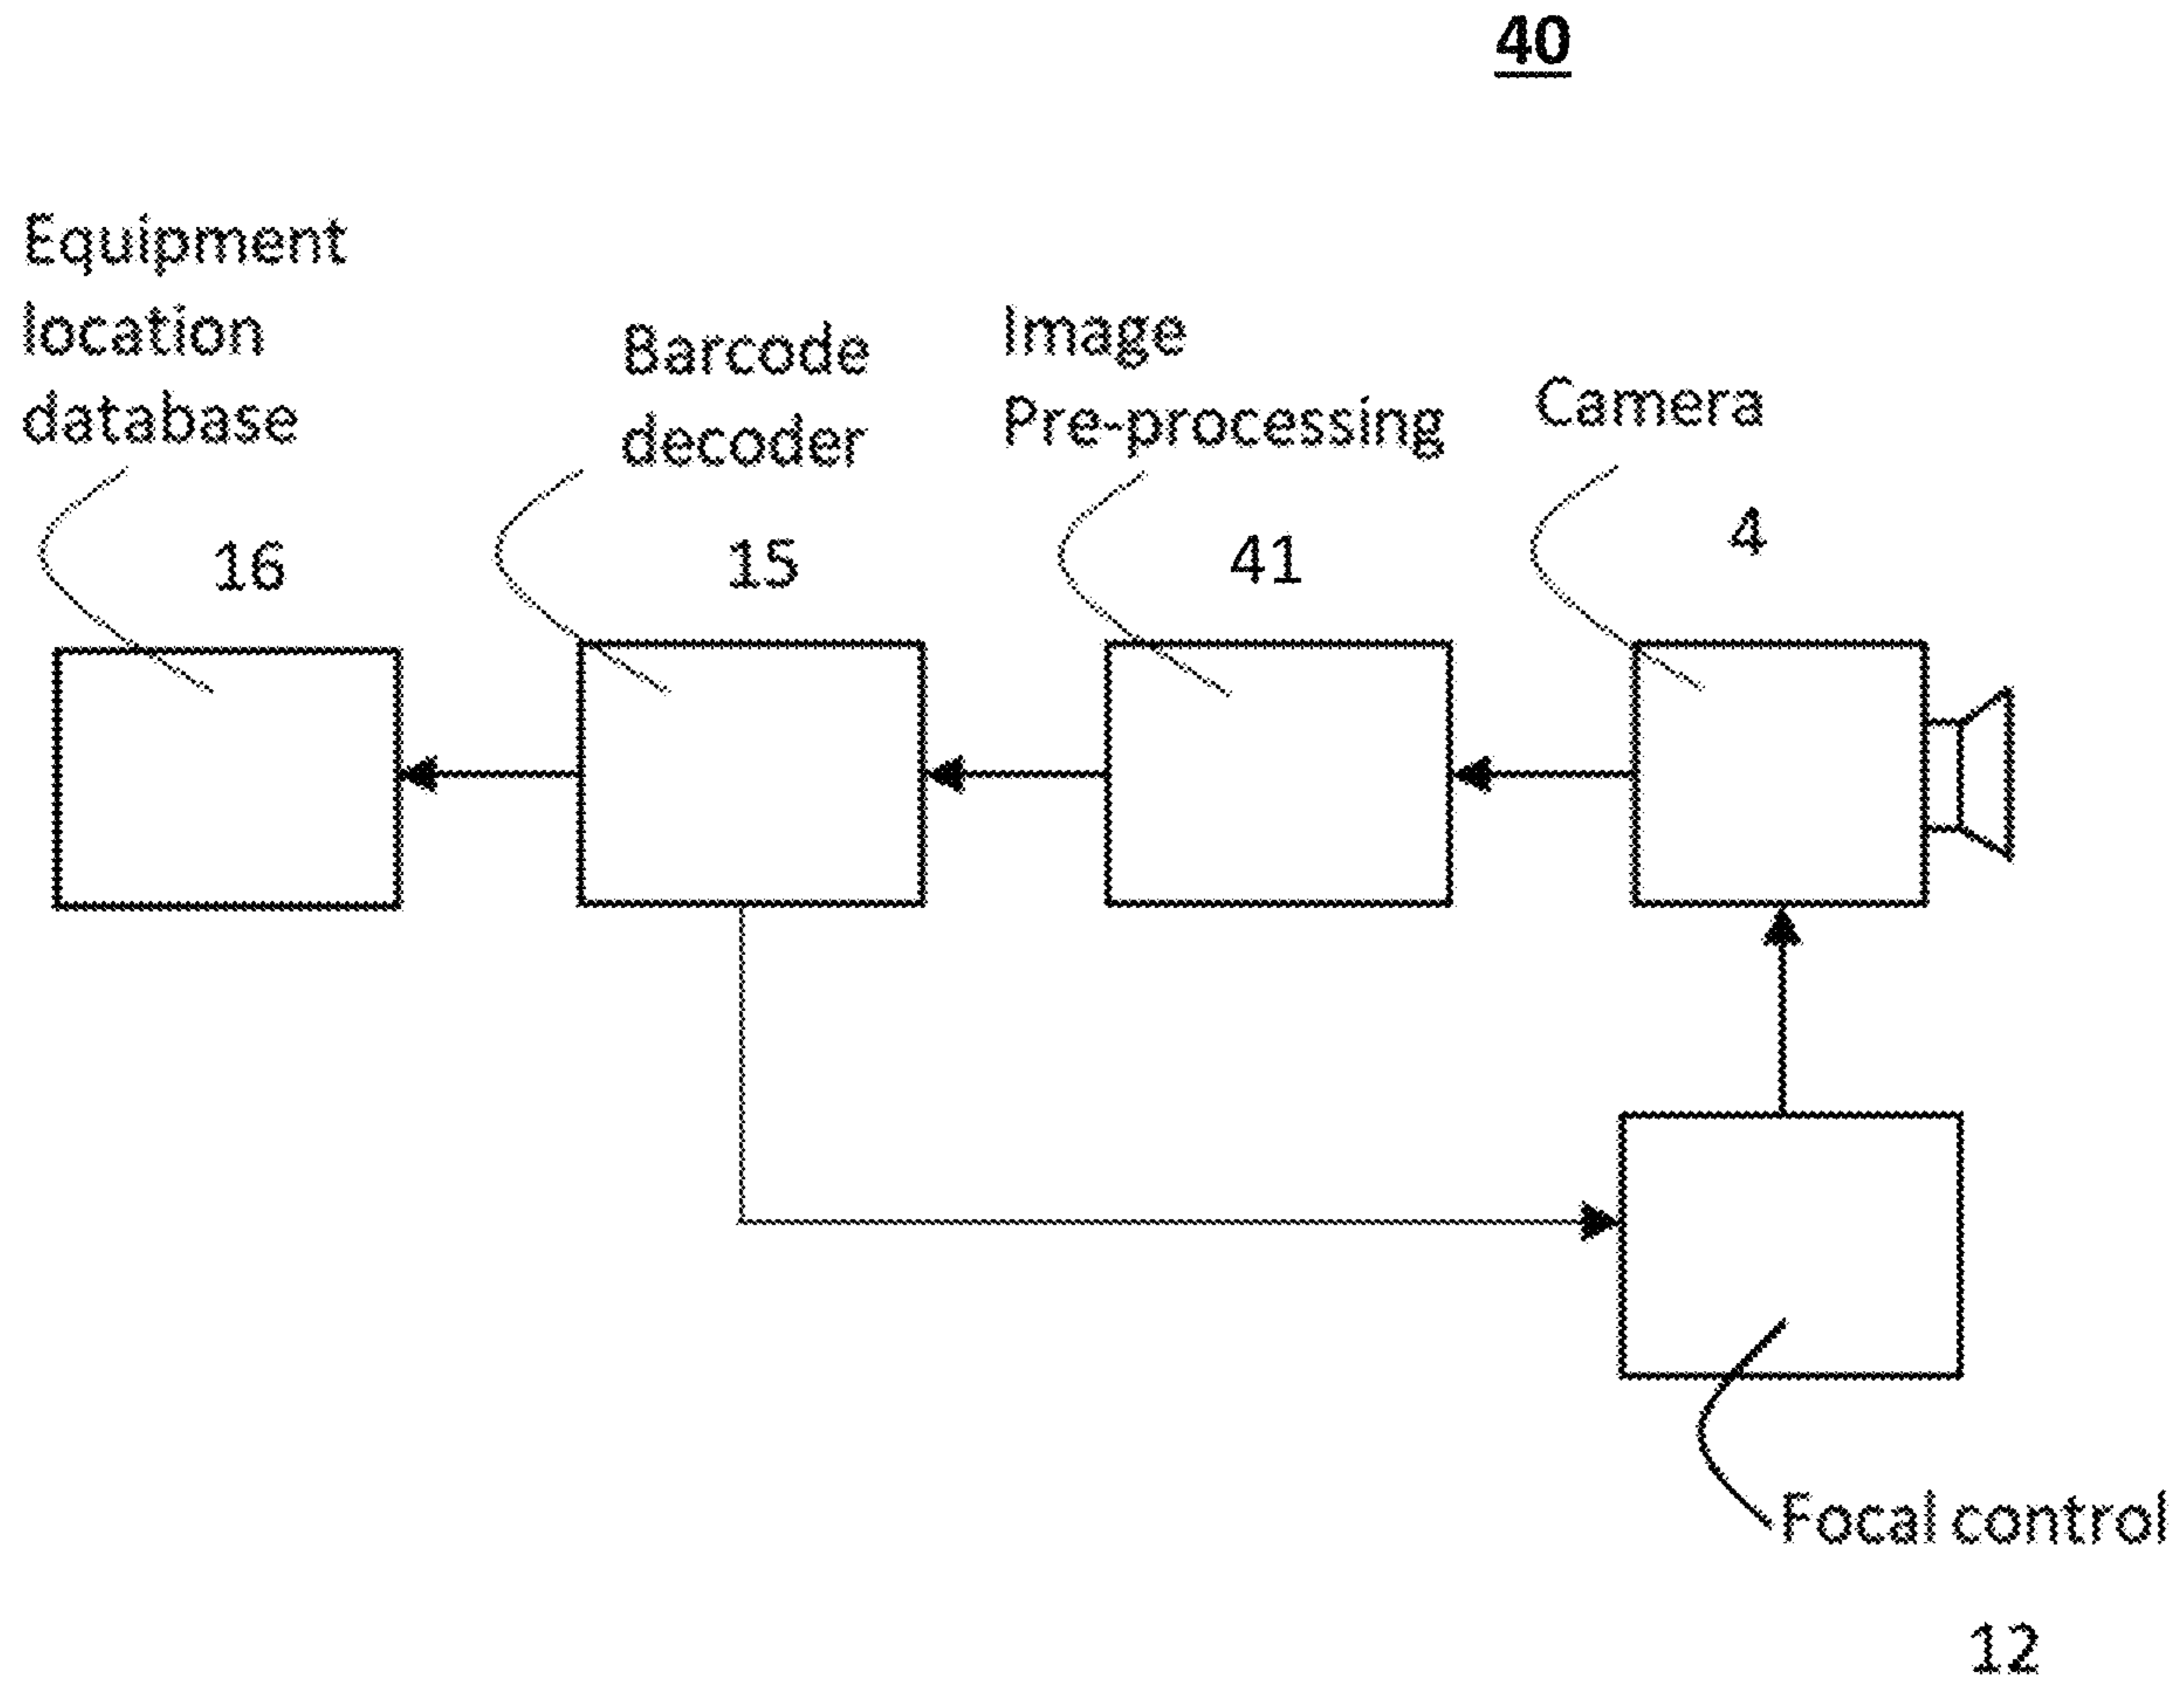 40
Equipment
location
database
16
Barcode
decoder
15
Image
Pre-processing
41
Camera
4
Focal control
12